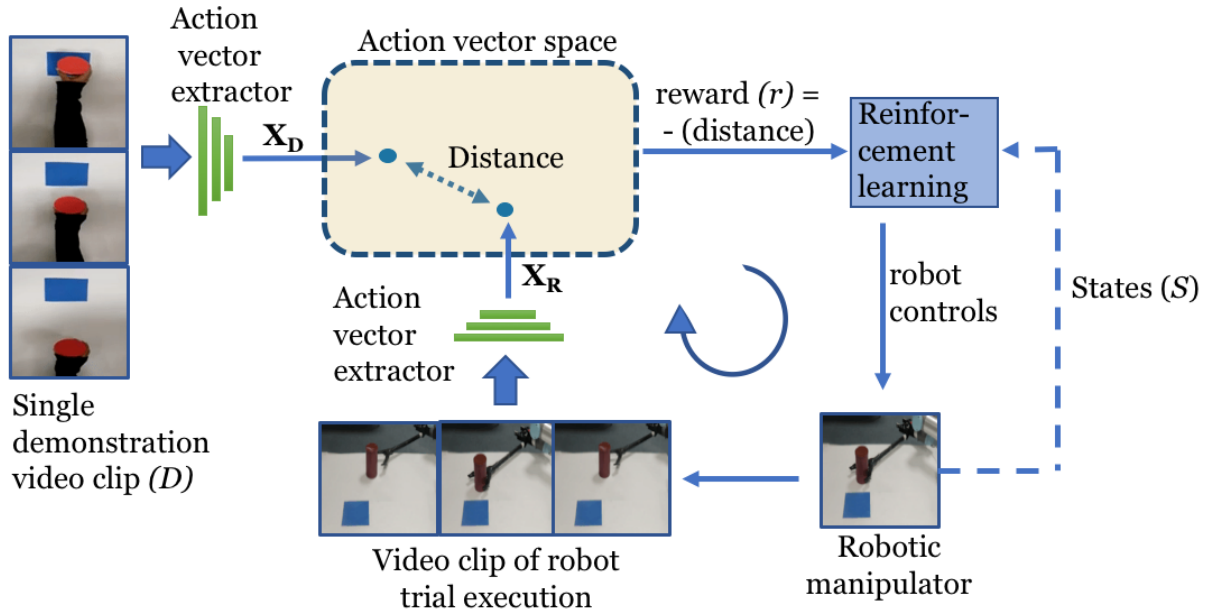 Action
vector
extractor
Action vector space
X_D
Distance
reward (r) =
- (distance)
Reinfor-
cement
learning
X_R
Action
vector
extractor
robot
controls
States (S)
Single
demonstration
video clip (D)
Video clip of robot
trial execution
Robotic
manipulator